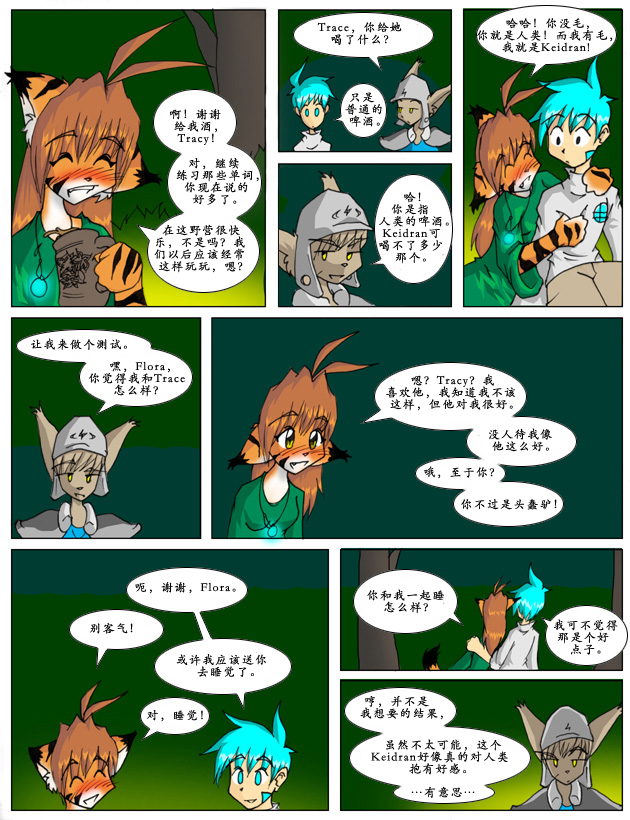 啊！谢谢
给我酒，
Tracy！
对，继续
练习那些单词，
你现在说的
好多了。
在这野营很快
乐，不是吗？我
们以后应该经常
这样玩玩，嗯？
Trace，你给她
喝了什么？
只是
普通的
啤酒。
哈！
你是指
人类的啤酒。
Keidran可
喝不了多少
那个。
哈哈！你没毛，
你就是人类！而我有毛，
我就是Keidran!
让我来做个测试。
嘿，Flora，
你觉得我和Trace
怎么样？
嗯？Tracy？我
喜欢他，我知道我不该
这样，但他对我很好。
没人待我像
他这么好。
哦，至于你？
你不过是头蠢驴！
呃，谢谢，Flora。
别客气！
或许我应该送你
去睡觉了。
对，睡觉！
你和我一起睡
怎么样？
我可不觉得
那是个好
点子。
哼，并不是
我想要的结果，
虽然不太可能，这个
Keidran好像真的对人类
抱有好感。
…有意思…